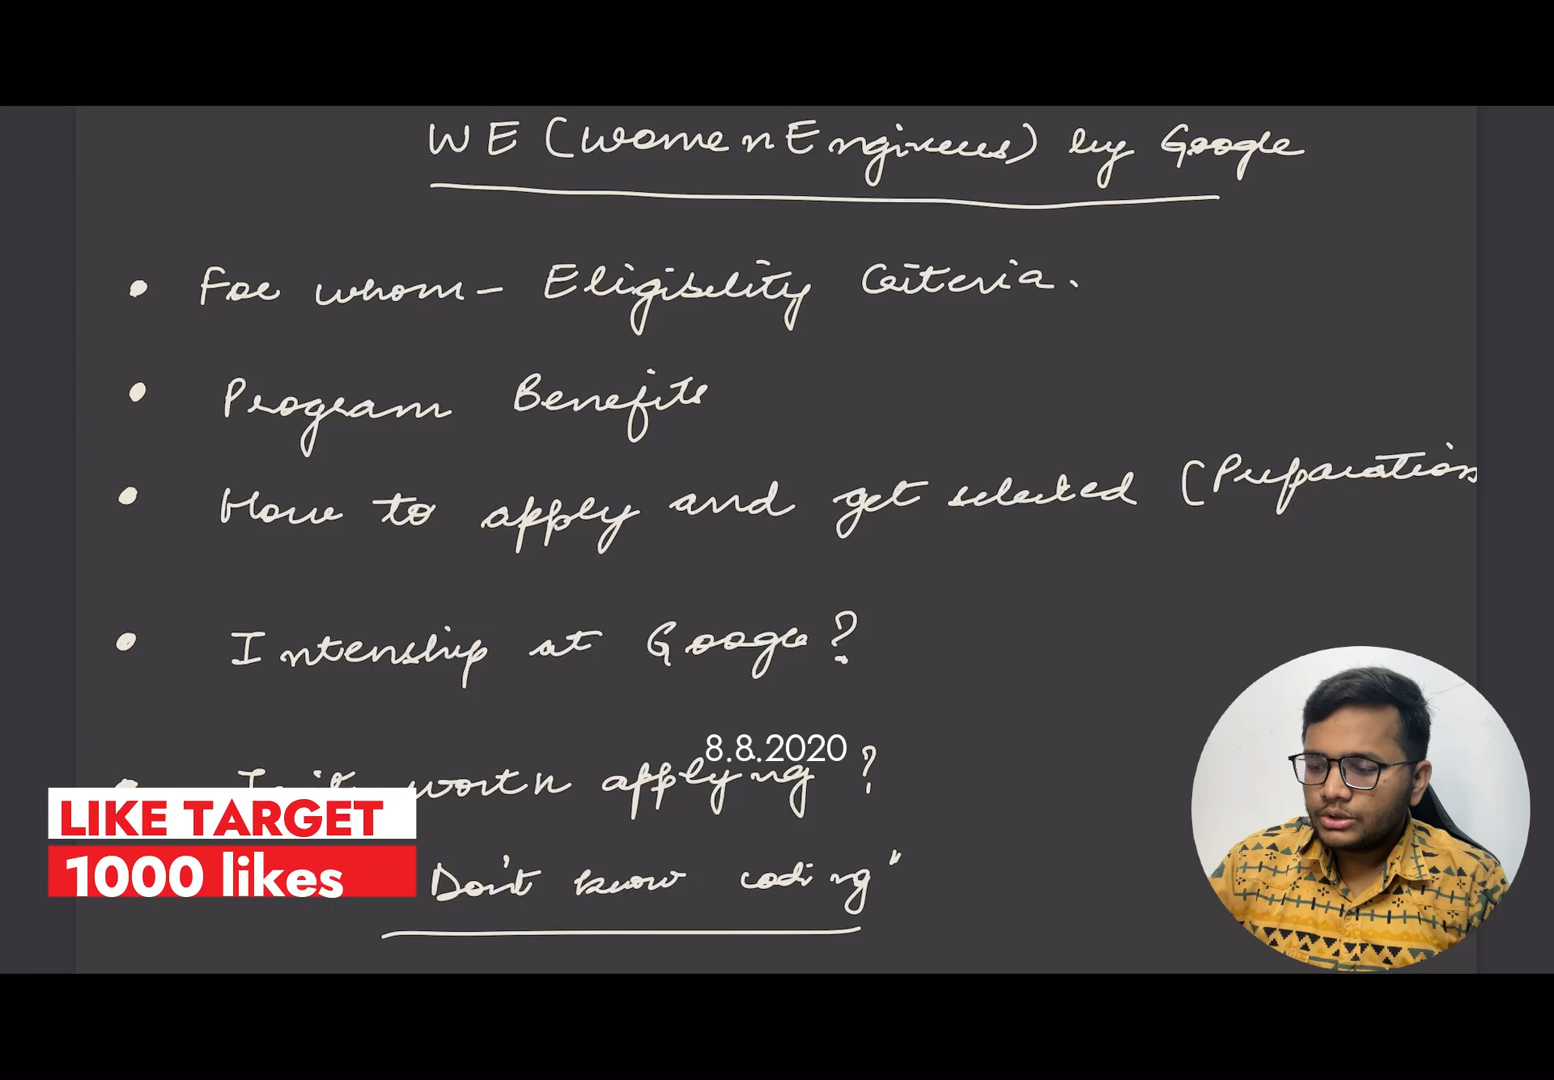 WE (Women Engineers) by Google
• For whom - Eligibility Criteria.
• Program Benefits
• How to apply and get selected (Preparation
• Internship at Google?
8.8.2020
• worth applying ?
LIKE TARGET
1000 likes
Don't know coding"